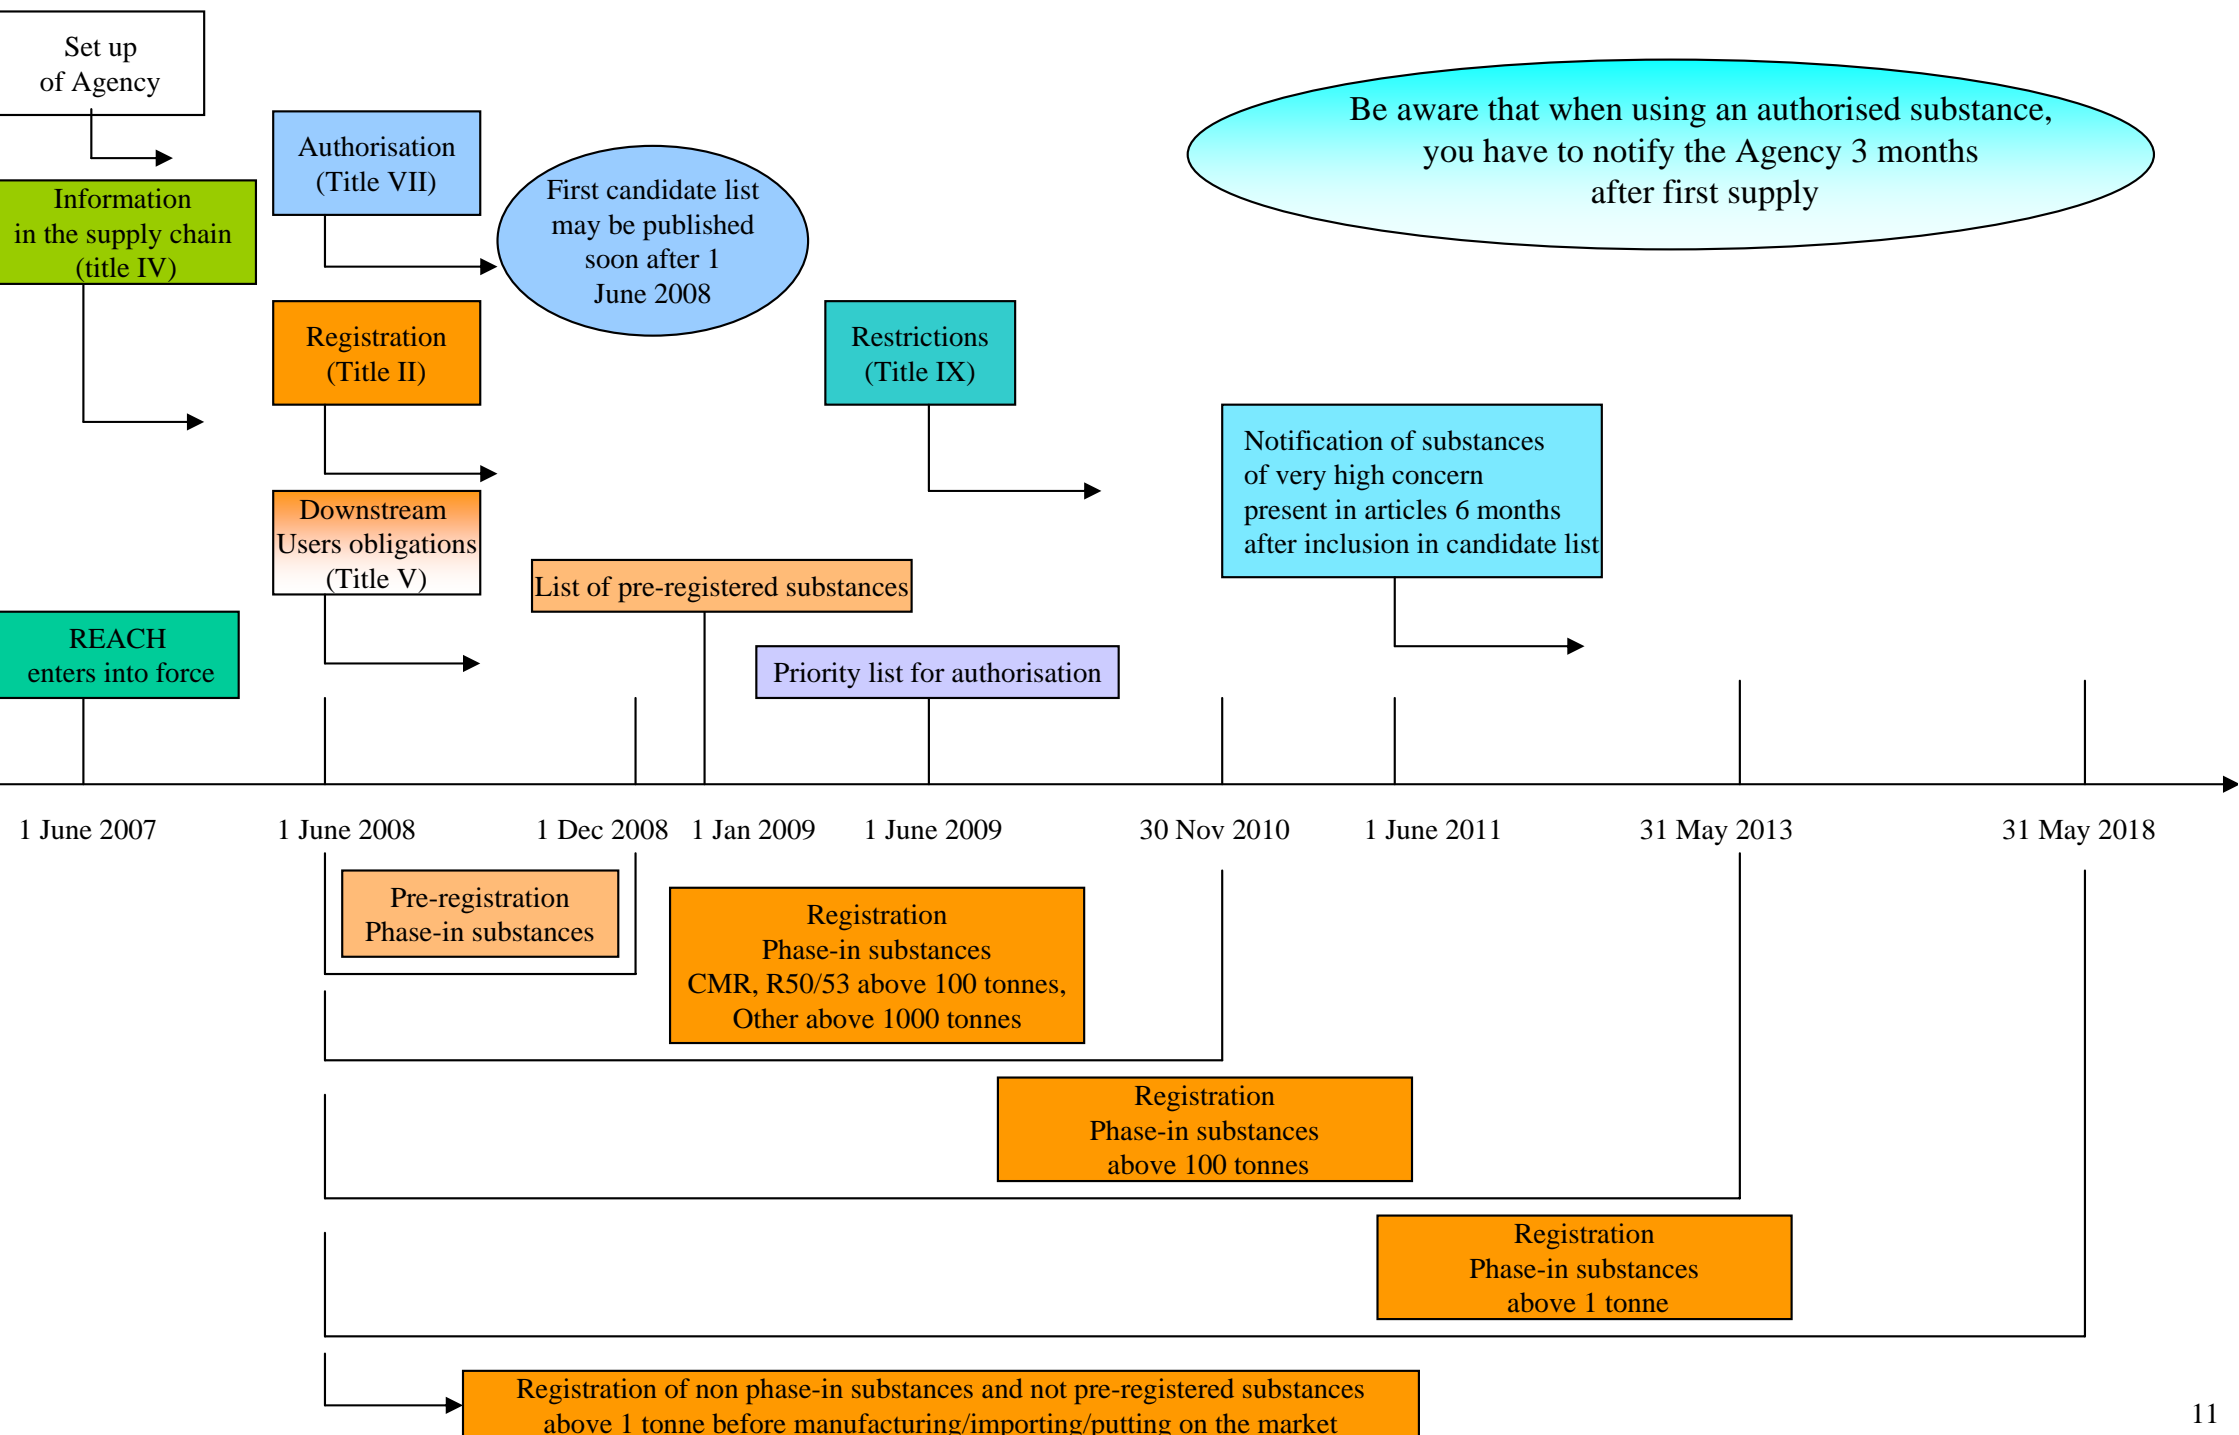 Set up
of Agency
Be aware that when using an authorised substance,
you have to notify the Agency 3 months
after first supply
Authorisation
(Title VII)
First candidate list
may be published
soon after 1
June 2008
Information
in the supply chain
(title IV)
Registration
(Title II)
Restrictions
(Title IX)
Notification of substances
of very high concern
present in articles 6 months
after inclusion in candidate list
Downstream
Users obligations
(Title V)
List of pre-registered substances
REACH
enters into force
Priority list for authorisation
1 June 2007
1 June 2008
1 Dec 2008
1 Jan 2009
1 June 2009
30 Nov 2010
1 June 2011
31 May 2013
31 May 2018
Pre-registration
Phase-in substances
Registration
Phase-in substances
CMR, R50/53 above 100 tonnes,
Other above 1000 tonnes
Registration
Phase-in substances
above 100 tonnes
Registration
Phase-in substances
above 1 tonne
Registration of non phase-in substances and not pre-registered substances
above 1 tonne before manufacturing/importing/putting on the market
11